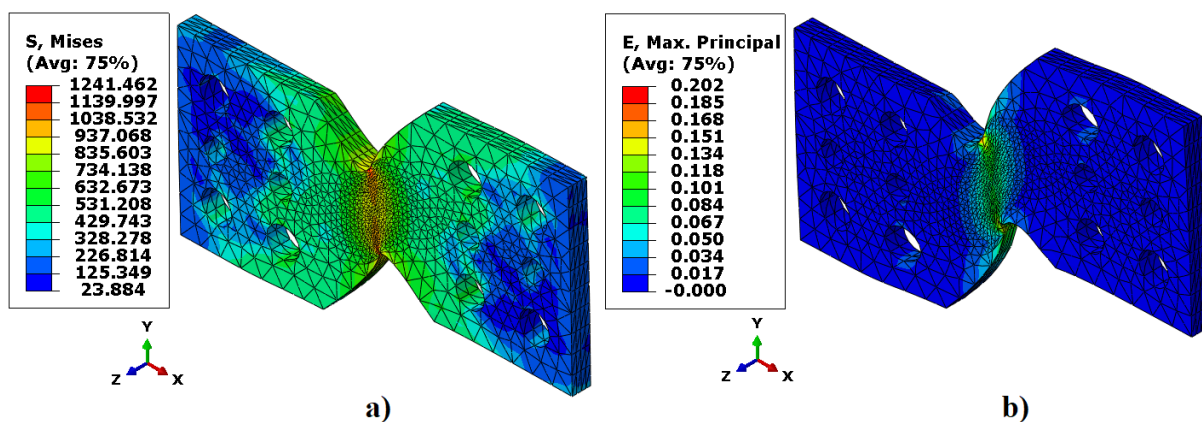 S, Mises
(Avg: 75%)
1241.462
1139.997
1038.532
937.068
835.603
734.138
632.673
531.208
429.743
328.278
226.814
125.349
23.884
Y
Z
X
a)
E, Max. Principal
(Avg: 75%)
0.202
0.185
0.168
0.151
0.134
0.118
0.101
0.084
0.067
0.050
0.034
0.017
-0.000
Y
Z
X
b)